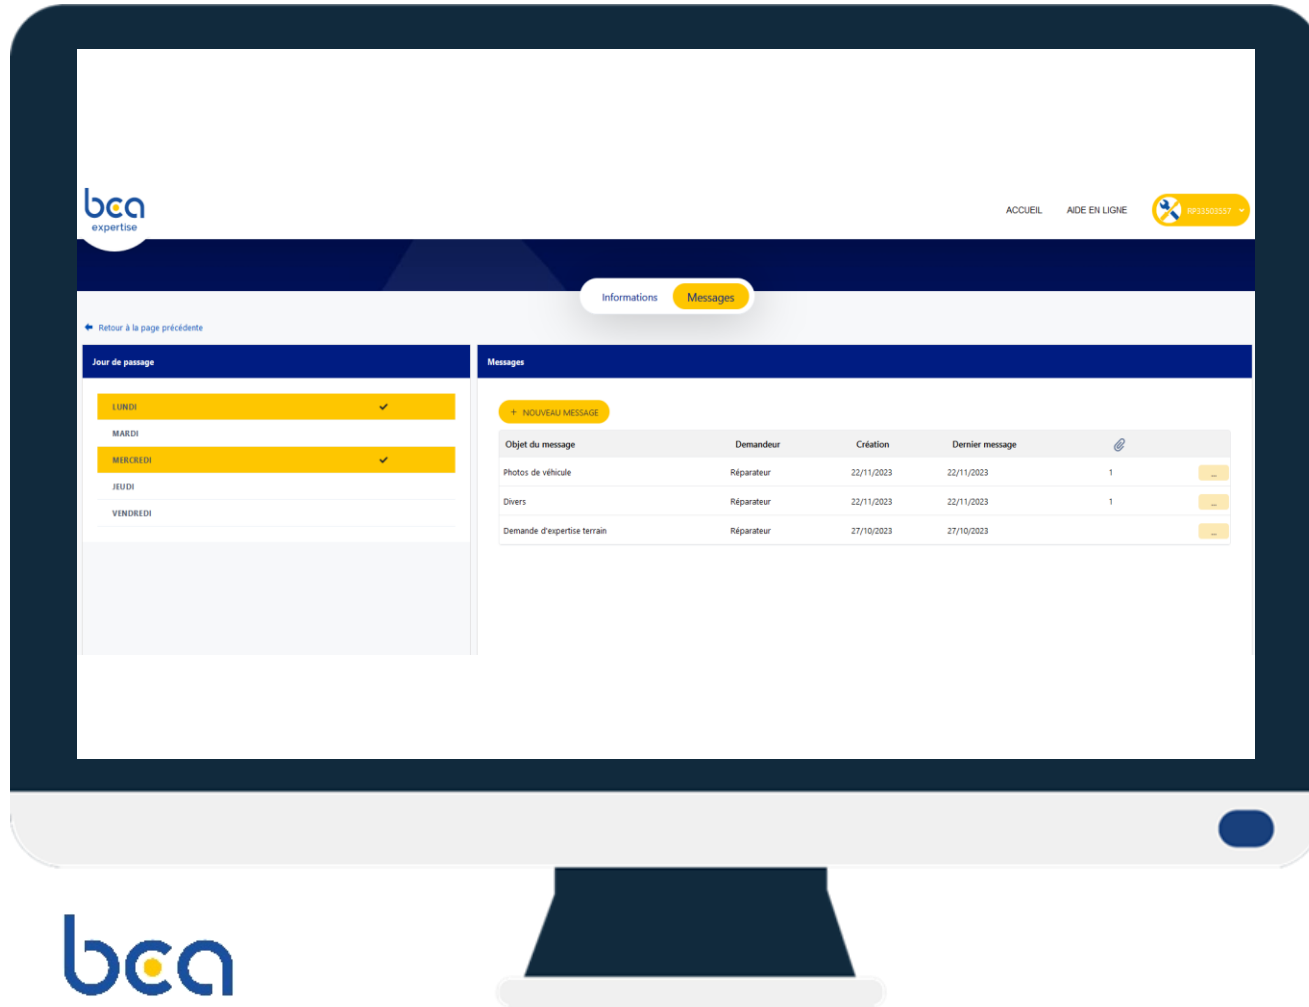 bca
expertise
ACCUEIL AIDE EN LIGNE RP33503557
Informations Messages
Retour à la page précédente
Jour de passage
LUNDI
MARDI
MERCREDI
JEUDI
VENDREDI
Messages
+ NOUVEAU MESSAGE
Objet du message Demandeur Création Dernier message
Photos de véhicule Réparateur 22/11/2023 22/11/2023 1 ...
Divers Réparateur 22/11/2023 22/11/2023 1 ...
Demande d'expertise terrain Réparateur 27/10/2023 27/10/2023 ...
bca